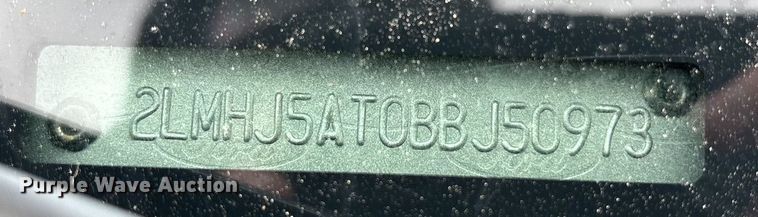 2LMHJ5AT0BBJ50973
Purple Wave Auction